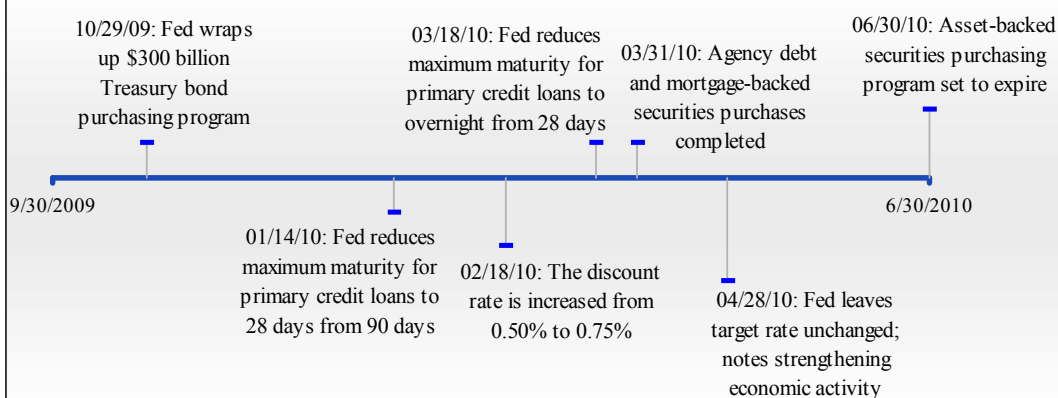 10/29/09: Fed wraps
up $300 billion
Treasury bond
purchasing program
03/18/10: Fed reduces
maximum maturity for
primary credit loans to
overnight from 28 days
03/31/10: Agency debt
and mortgage-backed
securities purchases
completed
06/30/10: Asset-backed
securities purchasing
program set to expire
9/30/2009
6/30/2010
01/14/10: Fed reduces
maximum maturity for
primary credit loans to
28 days from 90 days
02/18/10: The discount
rate is increased from
0.50% to 0.75%
04/28/10: Fed leaves
target rate unchanged;
notes strengthening
economic activity